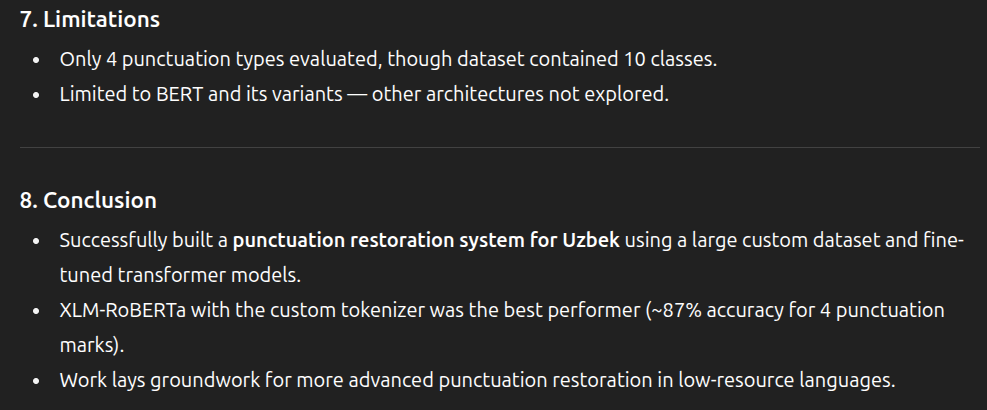 7. Limitations
• Only 4 punctuation types evaluated, though dataset contained 10 classes.
• Limited to BERT and its variants — other architectures not explored.
8. Conclusion
• Successfully built a punctuation restoration system for Uzbek using a large custom dataset and fine-
tuned transformer models.
• XLM-RoBERTa with the custom tokenizer was the best performer (~87% accuracy for 4 punctuation
marks).
• Work lays groundwork for more advanced punctuation restoration in low-resource languages.